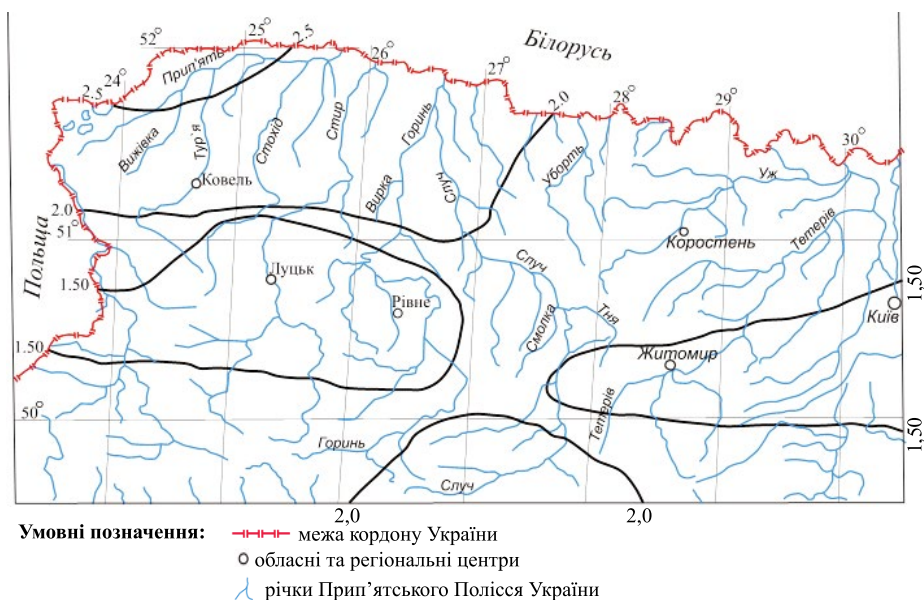 Білорусь
52°
25°
2.5
26°
27°
2.0
28°
29°
30°
2.5
24°
Прип'ять
Вижівка
Тур'я
Стохід
Стир
Горинь
Вирка
Случ
Уборть
Уж
Ковель
2.0
51°
Польща
Коростень
Тетерів
Случ
1.50
Луцьк
Рівне
Смолка
Тня
1,50
Київ
1.50
Житомир
Тетерів
50°
Горинь
1,50
Случ
2,0
2,0
Умовні позначення:
межа кордону України
обласні та регіональні центри
річки Прип’ятського Полісся України